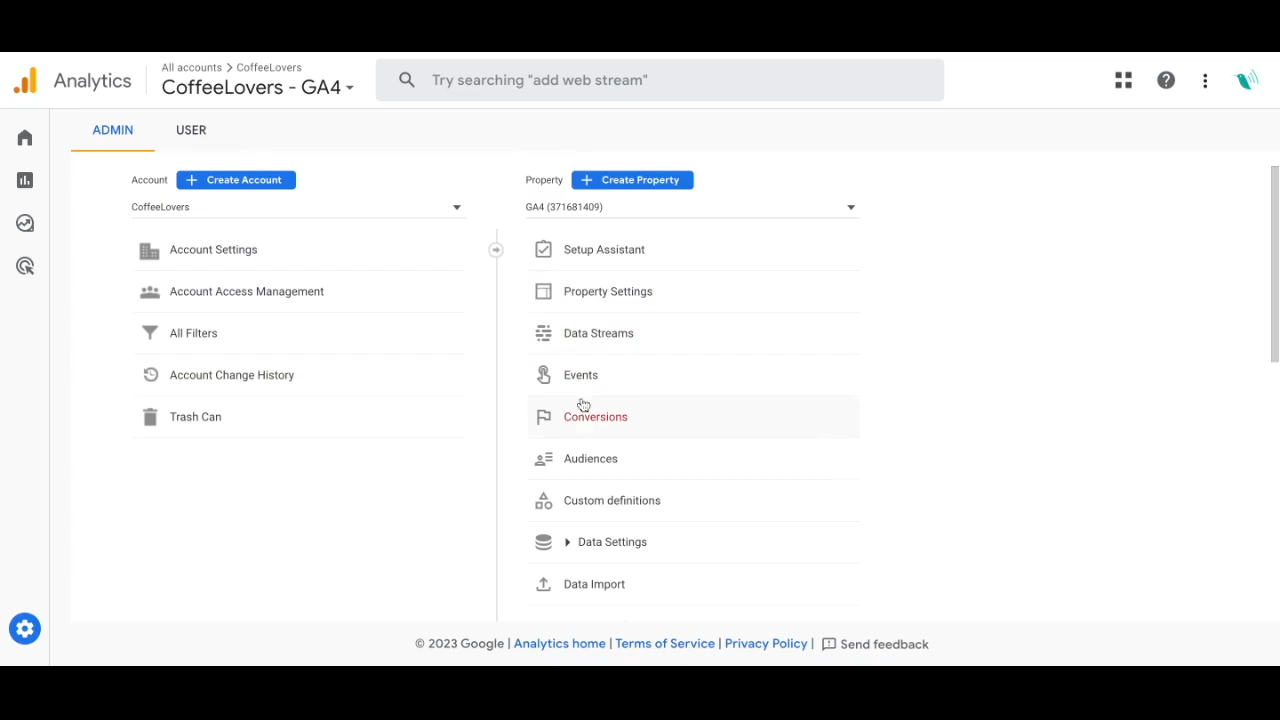 Analytics
All accounts > CoffeeLovers
CoffeeLovers - GA4
Try searching "add web stream"
ADMIN
USER
Account
Create Account
CoffeeLovers
Account Settings
Account Access Management
All Filters
Account Change History
Trash Can
Property
Create Property
GA4 (371681409)
Setup Assistant
Property Settings
Data Streams
Events
Conversions
Audiences
Custom definitions
Data Settings
Data Import
© 2023 Google | Analytics home | Terms of Service | Privacy Policy | Send feedback